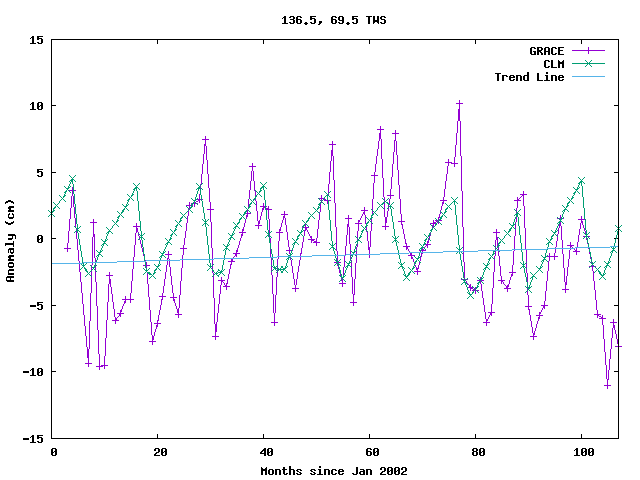 136.5, 69.5 TWS
GRACE
CLM
Trend Line
Anomaly (cm)
15
10
5
0
-5
-10
-15
0 20 40 60 80 100
Months since Jan 2002